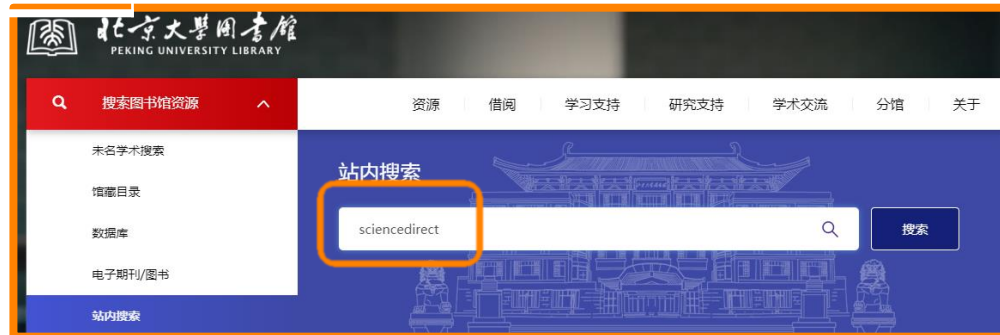 北京大學圖書館
PEKING UNIVERSITY LIBRARY
搜索图书馆资源
资源 借阅 学习支持 研究支持 学术交流 分馆 关于
未名学术搜索
馆藏目录
数据库
电子期刊/图书
站内搜索
站内搜索
sciencedirect
搜索